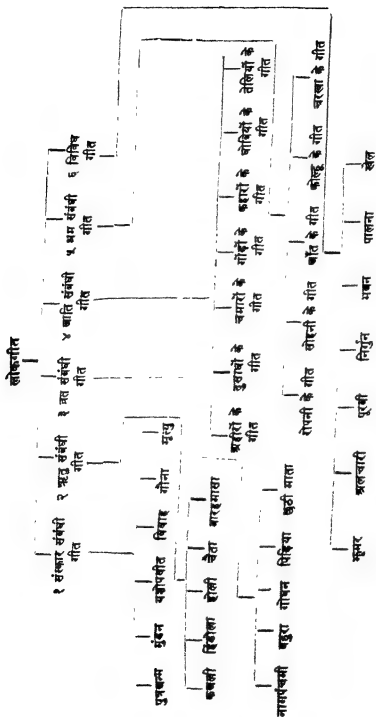 लोकगीत
१ संस्कार संबंधी गीत
२ ऋतु संबंधी गीत
३ व्रत संबंधी गीत
४ जाति संबंधी गीत
५. श्रम संबंधी गीत
६ विविध गीत
पुत्रजन्म मुंडन यज्ञोपवीत विवाह गौना मृत्यु
कजली हिंडोला होली चैता बारहमासा
नागपंचमी बहुरा गोधन पिंडिया छठी माता
अहीरों के गीत
दुसाधों के गीत
चमारों के गीत
गोंड़ों के गीत
कहारों के गीत
धोबियों के गीत
तेलियों के गीत
रोपनी के गीत सोहनी के गीत जाँत के गीत कोल्हू के गीत चरखा के गीत
झूमर अलचारी पूरबी निर्गुन भजन पालना खेल